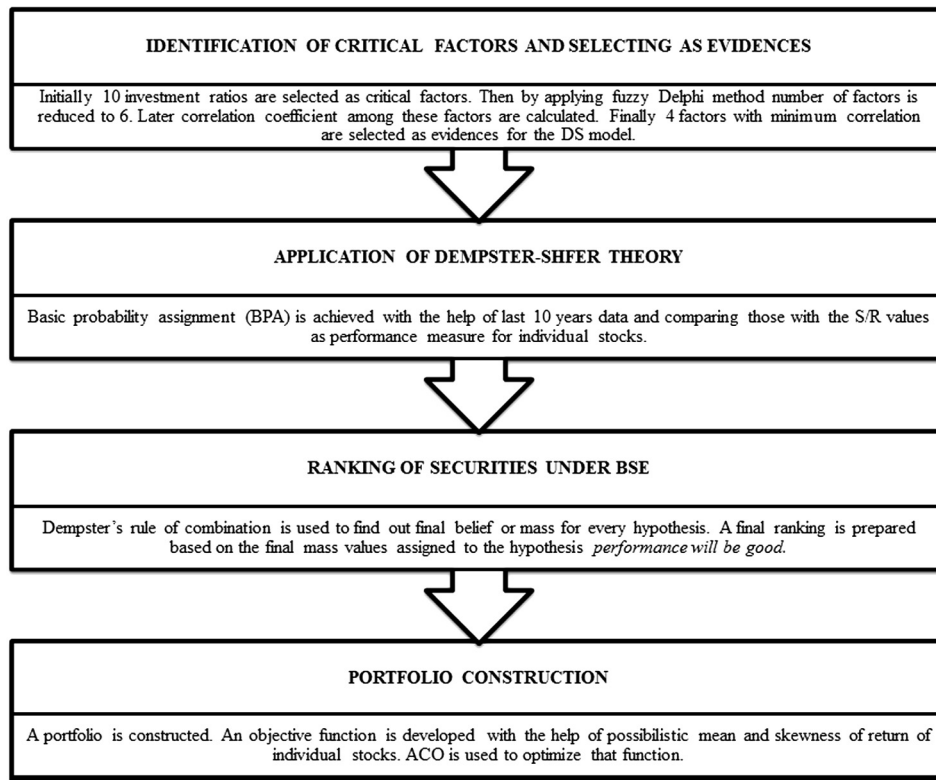 IDENTIFICATION OF CRITICAL FACTORS AND SELECTING AS EVIDENCES
Initially 10 investment ratios are selected as critical factors. Then by applying fuzzy Delphi method number of factors is
reduced to 6. Later correlation coefficient among these factors are calculated. Finally 4 factors with minimum correlation
are selected as evidences for the DS model.
APPLICATION OF DEMPSTER-SHFER THEORY
Basic probability assignment (BPA) is achieved with the help of last 10 years data and comparing those with the S/R values
as performance measure for individual stocks.
RANKING OF SECURITIES UNDER BSE
Dempster’s rule of combination is used to find out final belief or mass for every hypothesis. A final ranking is prepared
based on the final mass values assigned to the hypothesis performance will be good.
PORTFOLIO CONSTRUCTION
A portfolio is constructed. An objective function is developed with the help of possibilistic mean and skewness of return of
individual stocks. ACO is used to optimize that function.